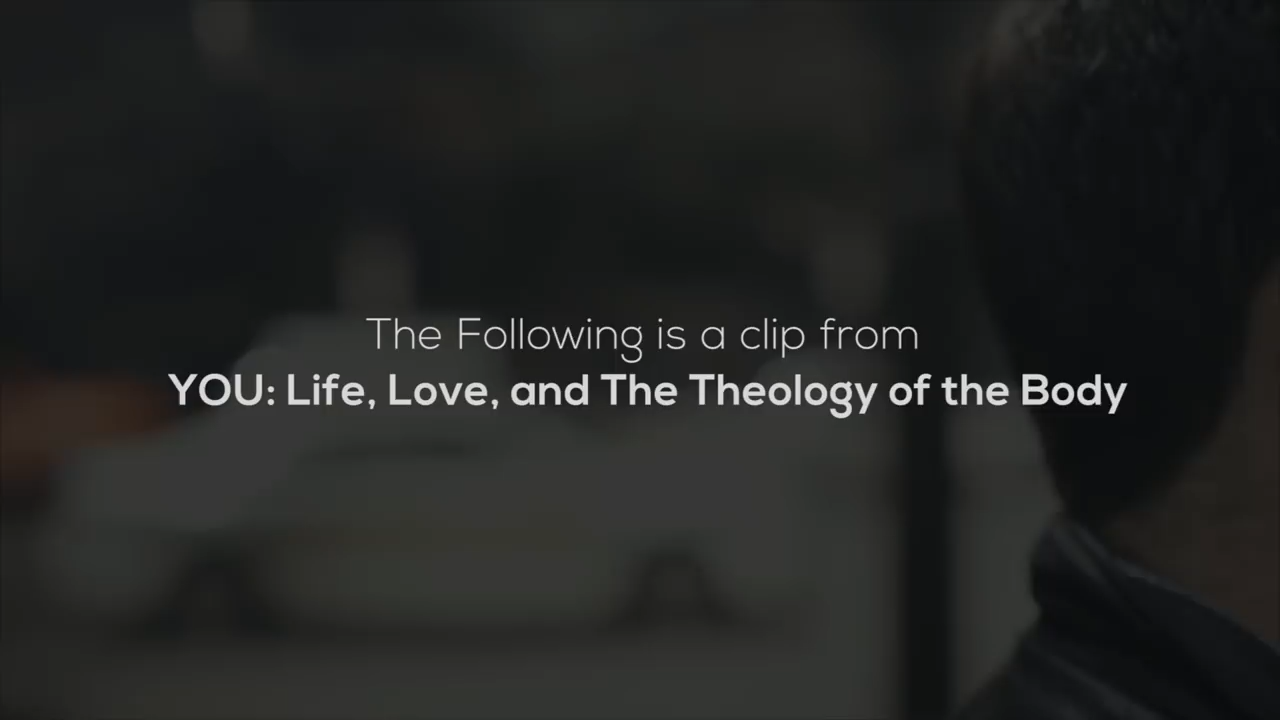 The Following is a clip from
YOU: Life, Love, and The Theology of the Body